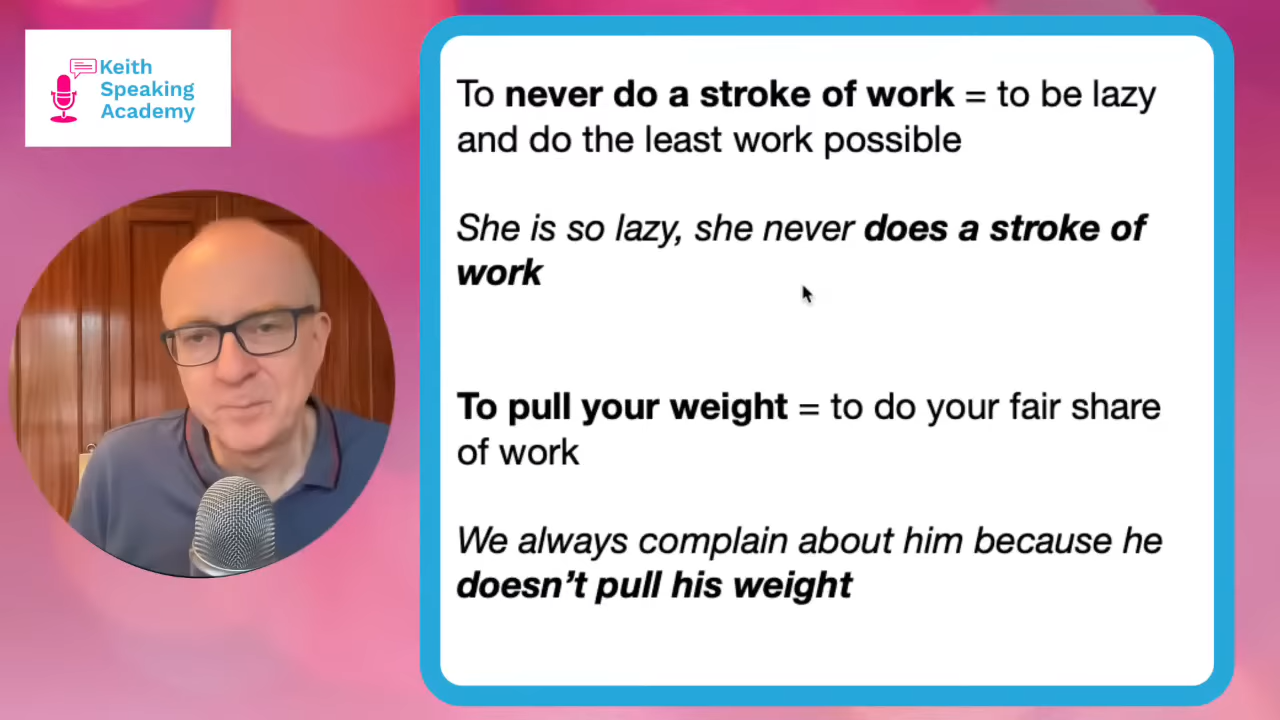 Keith
Speaking
Academy
To never do a stroke of work = to be lazy
and do the least work possible
She is so lazy, she never does a stroke of
work
To pull your weight = to do your fair share
of work
We always complain about him because he
doesn’t pull his weight